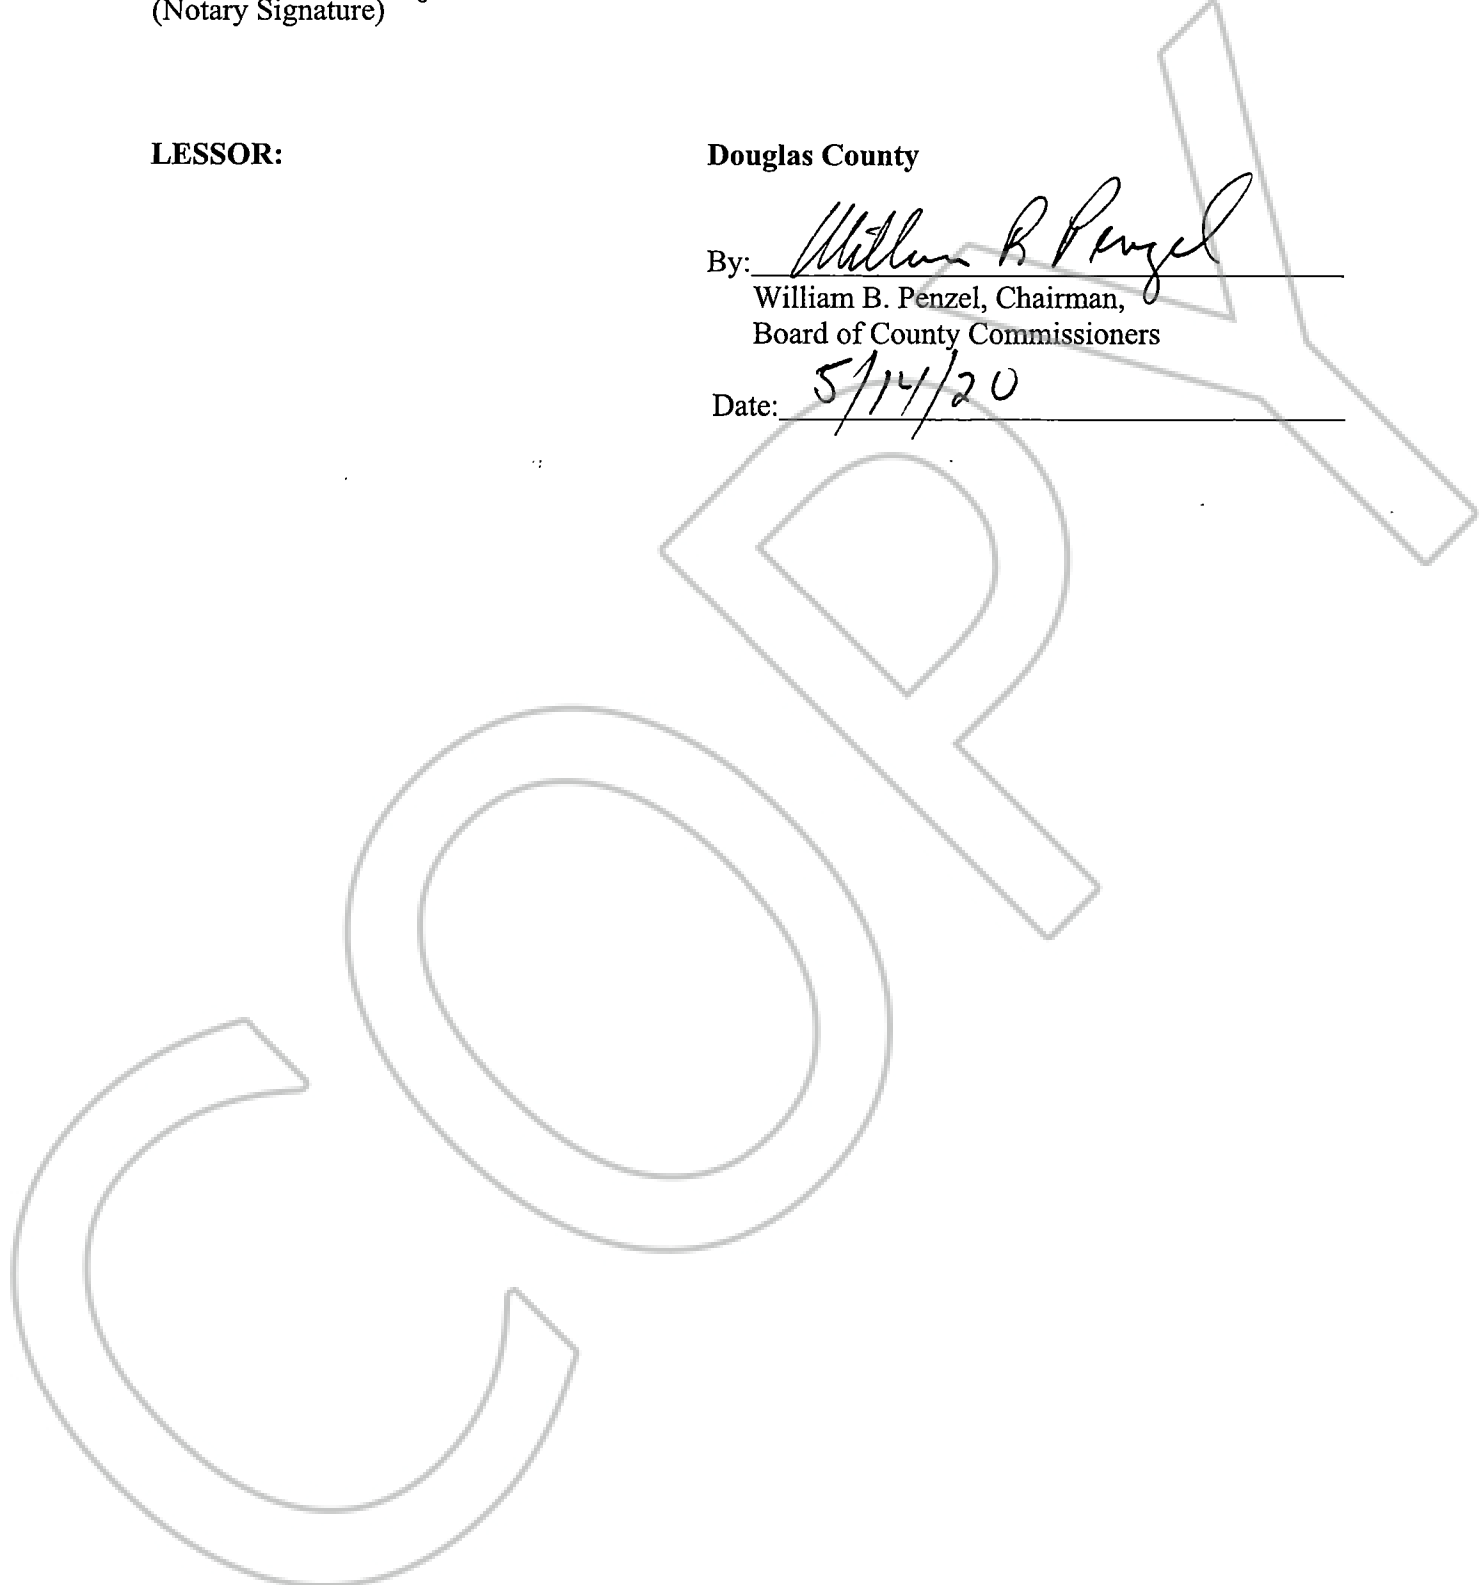 (Notary Signature)
LESSOR:
Douglas County
By: William B Penzel
William B. Penzel, Chairman,
Board of County Commissioners
Date: 5/14/20
COPY